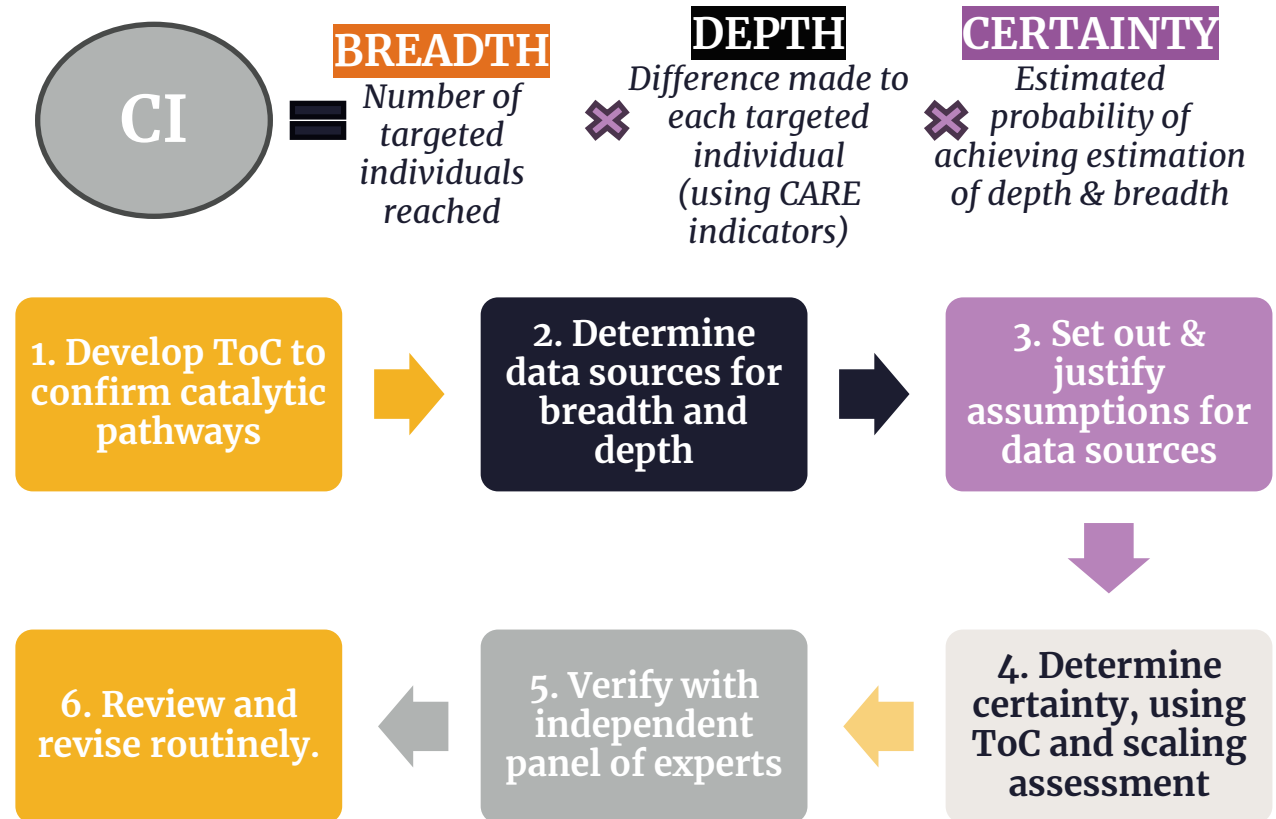 CI
BREADTH
Number of
targeted
individuals
reached
DEPTH
Difference made to
each targeted
individual
(using CARE
indicators)
CERTAINTY
Estimated
probability of
achieving estimation
of depth & breadth
1. Develop ToC to
confirm catalytic
pathways
2. Determine
data sources for
breadth and
depth
3. Set out &
justify
assumptions for
data sources
4. Determine
certainty, using
ToC and scaling
assessment
5. Verify with
independent
panel of experts
6. Review and
revise routinely.